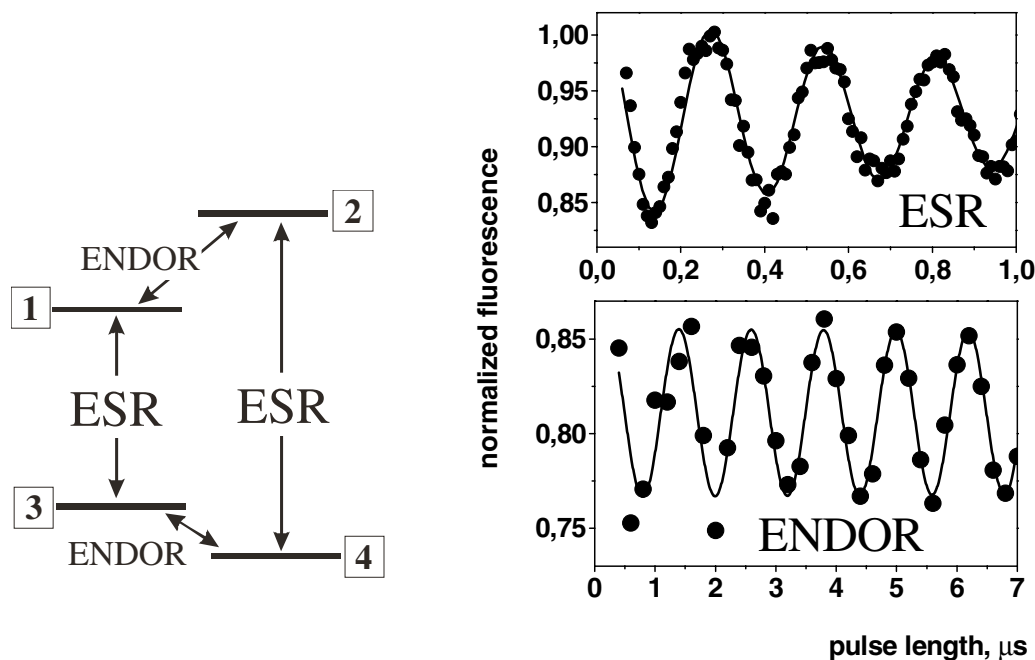 2
ENDOR
1
ESR
ESR
3
ENDOR
4
normalized fluorescence
1,00
0,95
0,90
0,85
ESR
0,0 0,2 0,4 0,6 0,8 1,0
0,85
0,80
0,75
ENDOR
0 1 2 3 4 5 6 7
pulse length, μs